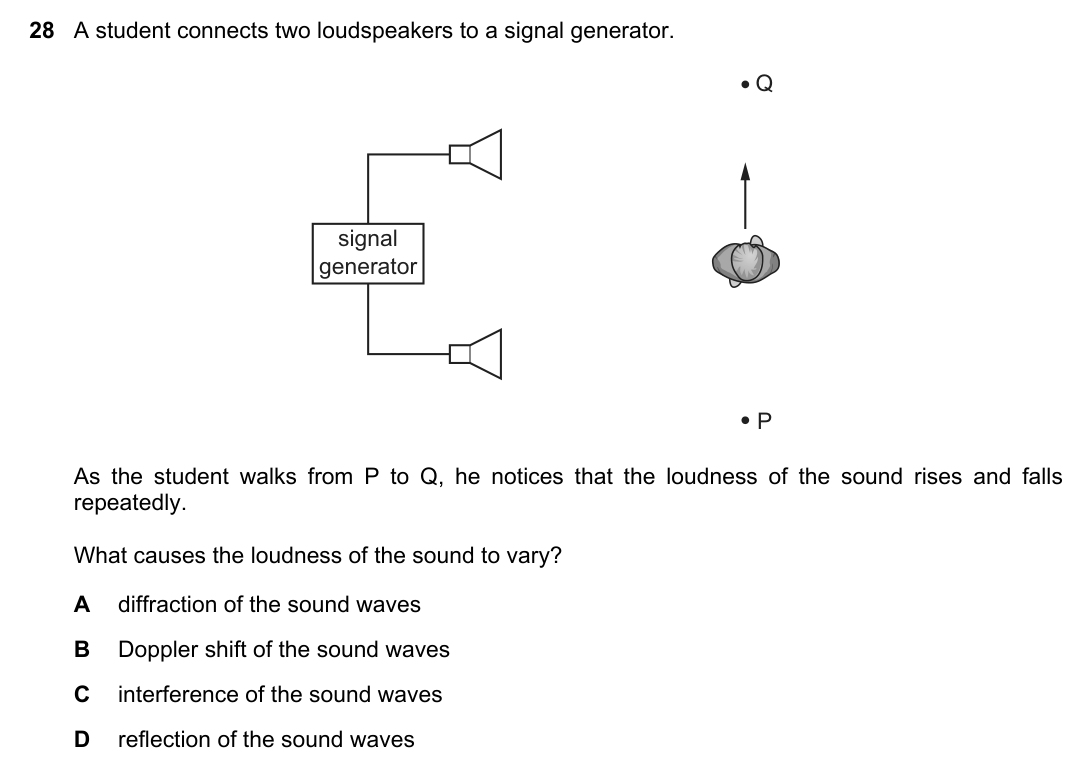 28 A student connects two loudspeakers to a signal generator.
Q
signal
generator
P
As the student walks from P to Q, he notices that the loudness of the sound rises and falls
repeatedly.
What causes the loudness of the sound to vary?
A diffraction of the sound waves
B Doppler shift of the sound waves
C interference of the sound waves
D reflection of the sound waves